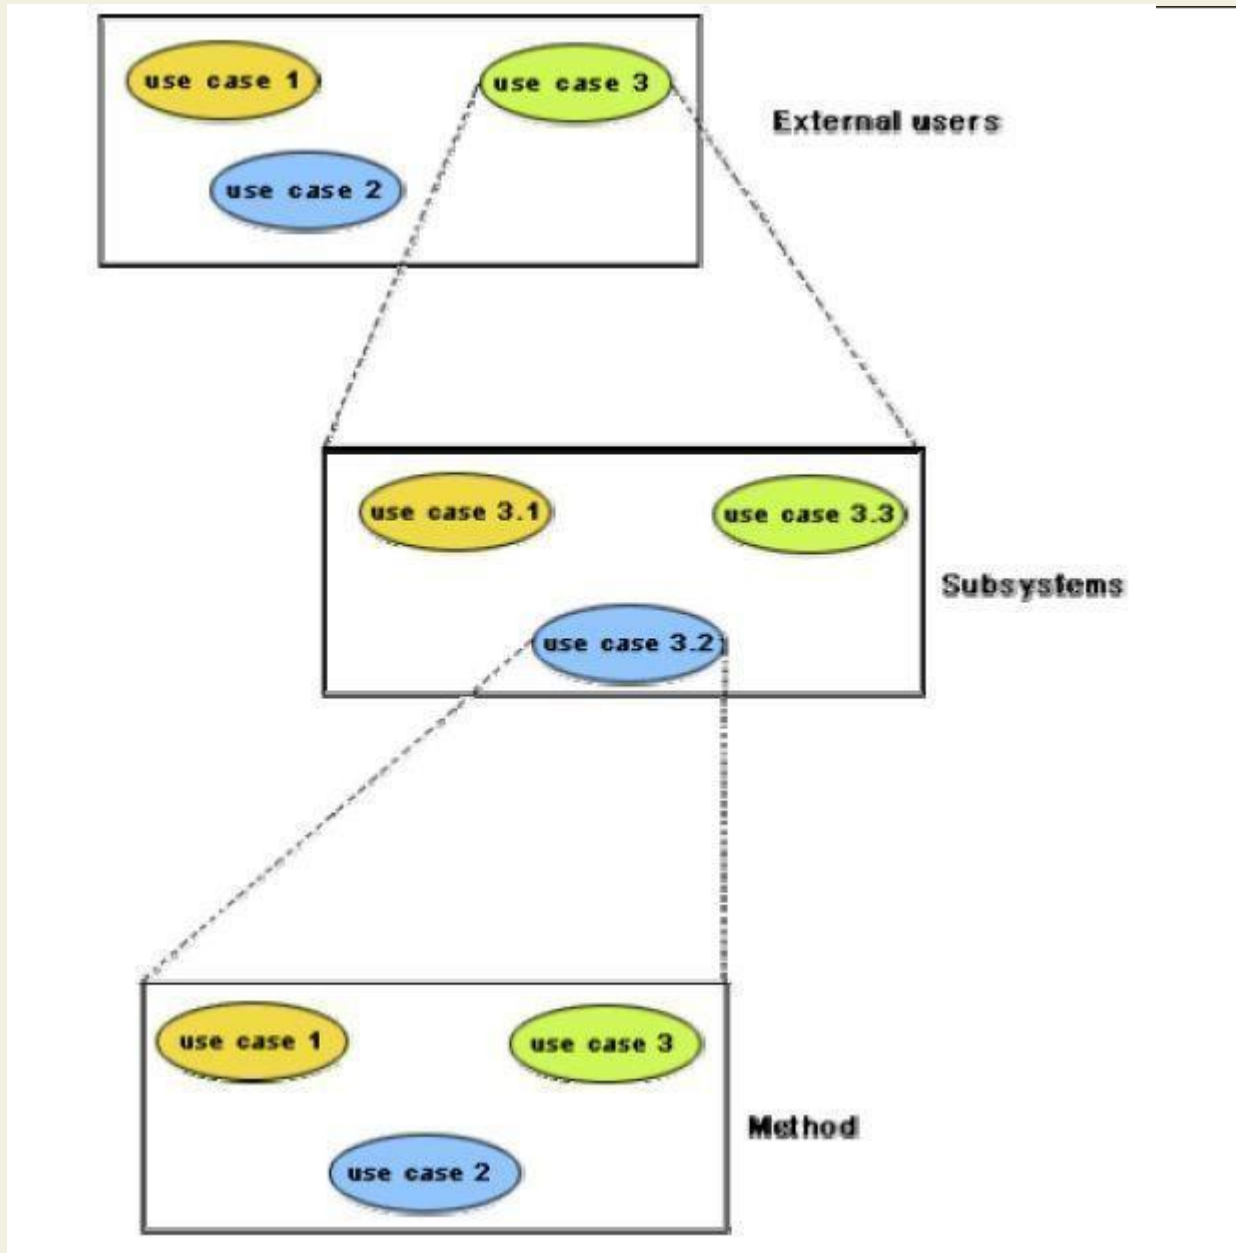 use case 1
use case 3
External users
use case 2
use case 3.1
use case 3.3
Subsystems
use case 3.2
use case 1
use case 3
Method
use case 2